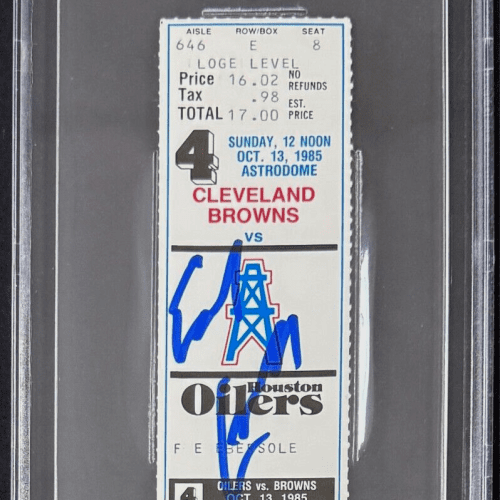 AISLE ROW/BOX SEAT
646 E 8
LOGE LEVEL
Price 16.02 NO REFUNDS
Tax .98
TOTAL 17.00 EST. PRICE
4
SUNDAY, 12 NOON
OCT. 13, 1985
ASTRODOME
CLEVELAND
BROWNS
VS
Houston
Oilers
F E EBERSOLE
4
OILERS vs. BROWNS
OCT. 13, 1985